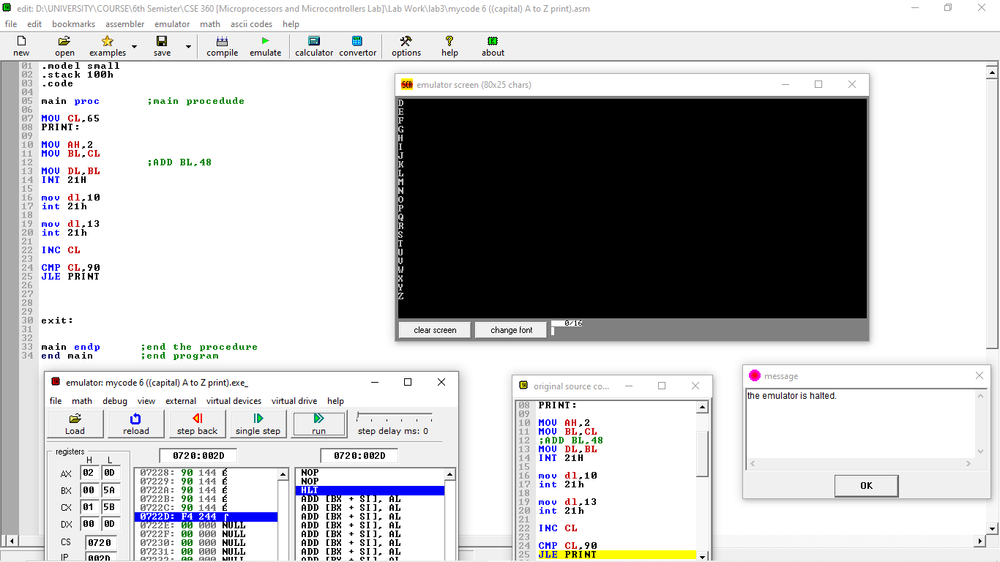 edit: D:\UNIVERSITY\COURSE\6th Semister\CSE 360 [Microprocessors and Microcontrollers Lab]\Lab Work\lab3\mycode 6 ((capital) A to Z print).asm
file edit bookmarks assembler emulator math ascii codes help
new open examples save compile emulate calculator convertor options help about
01 .model small
02 .stack 100h
03 .code
04
05 main proc ;main procedude
06
07 MOV CL,65
08 PRINT:
09
10 MOV AH,2
11 MOV BL,CL
12 ;ADD BL,48
13 MOV DL,BL
14 INT 21H
15
16 mov dl,10
17 int 21h
18
19 mov dl,13
20 int 21h
21
22 INC CL
23
24 CMP CL,90
25 JLE PRINT
26
27
28
29
30 exit:
31
32
33 main endp ;end the procedure
34 end main ;end program
emulator screen (80x25 chars)
D
E
F
G
H
I
J
K
L
M
N
O
P
Q
R
S
T
U
V
W
X
Y
Z
clear screen change font 0/16
emulator: mycode 6 ((capital) A to Z print).exe_
file math debug view external virtual devices virtual drive help
Load reload step back single step run step delay ms: 0
registers
H L
AX 02 0D
BX 00 5A
CX 01 5B
DX 00 0D
CS 0720
IP 002D
0720:002D 0720:002D
07228: 90 144 É
07229: 90 144 É
0722A: 90 144 É
0722B: 90 144 É
0722C: 90 144 É
0722D: F4 244 ⌠
0722E: 00 000 NULL
0722F: 00 000 NULL
07230: 00 000 NULL
07231: 00 000 NULL
07232: 00 000 NULL
NOP
NOP
HLT
ADD [BX + SI], AL
ADD [BX + SI], AL
ADD [BX + SI], AL
ADD [BX + SI], AL
ADD [BX + SI], AL
ADD [BX + SI], AL
ADD [BX + SI], AL
ADD [BX + SI], AL
original source co...
08 PRINT:
09
10 MOV AH,2
11 MOV BL,CL
12 ;ADD BL,48
13 MOV DL,BL
14 INT 21H
15
16 mov dl,10
17 int 21h
18
19 mov dl,13
20 int 21h
21
22 INC CL
23
24 CMP CL,90
25 JLE PRINT
message
the emulator is halted.
OK